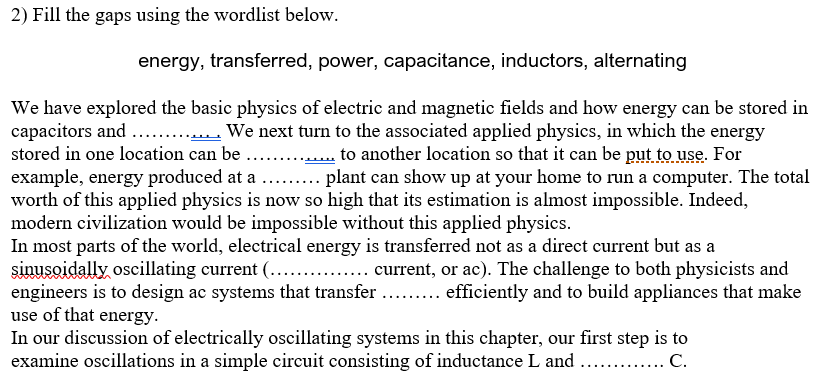 2) Fill the gaps using the wordlist below.
energy, transferred, power, capacitance, inductors, alternating
We have explored the basic physics of electric and magnetic fields and how energy can be stored in
capacitors and ............. We next turn to the associated applied physics, in which the energy
stored in one location can be .............. to another location so that it can be put to use. For
example, energy produced at a ......... plant can show up at your home to run a computer. The total
worth of this applied physics is now so high that its estimation is almost impossible. Indeed,
modern civilization would be impossible without this applied physics.
In most parts of the world, electrical energy is transferred not as a direct current but as a
sinusoidally oscillating current (............... current, or ac). The challenge to both physicists and
engineers is to design ac systems that transfer ......... efficiently and to build appliances that make
use of that energy.
In our discussion of electrically oscillating systems in this chapter, our first step is to
examine oscillations in a simple circuit consisting of inductance L and ............. C.